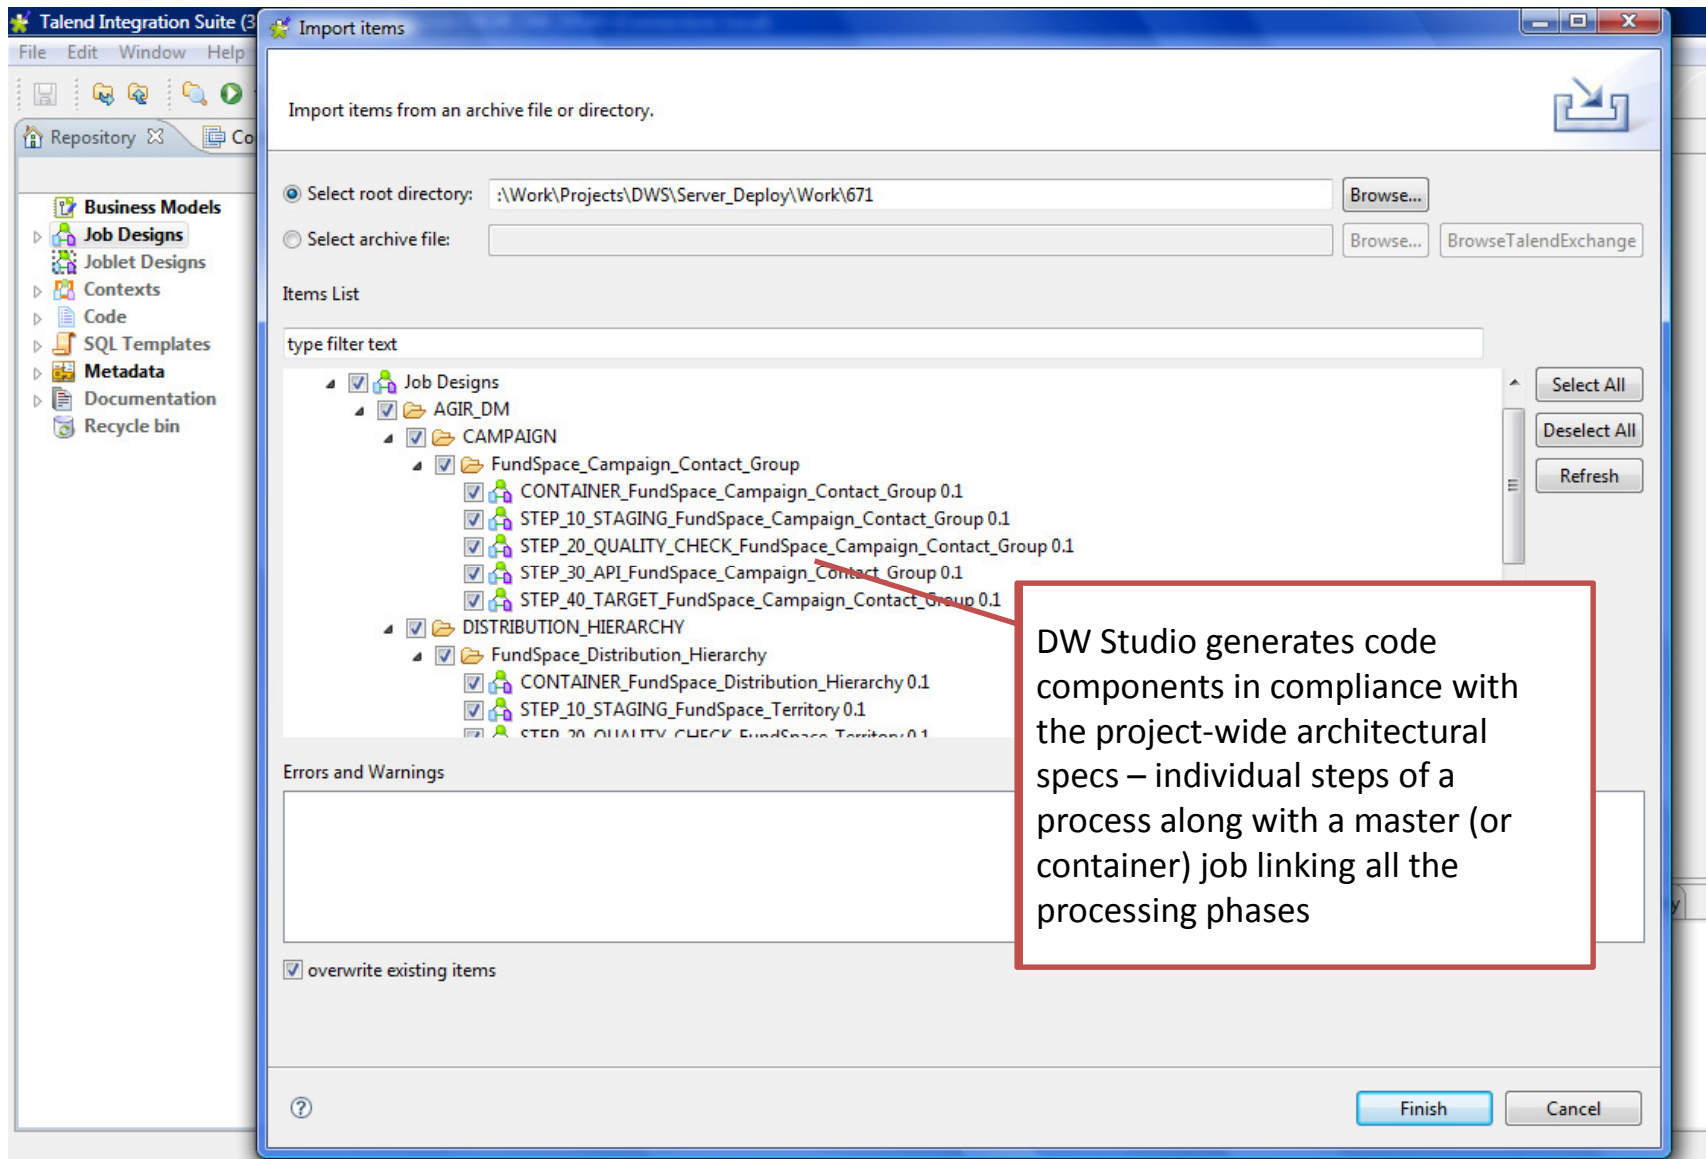 Talend Integration Suite (3
Import items
File Edit Window Help
Import items from an archive file or directory.
Repository
Co
Select root directory: :\Work\Projects\DWS\Server_Deploy\Work\671 Browse...
Select archive file: Browse... BrowseTalendExchange
Business Models
Job Designs
Joblet Designs
Contexts
Code
SQL Templates
Metadata
Documentation
Recycle bin
Items List
type filter text
Job Designs
AGIR_DM
CAMPAIGN
FundSpace_Campaign_Contact_Group
CONTAINER_FundSpace_Campaign_Contact_Group 0.1
STEP_10_STAGING_FundSpace_Campaign_Contact_Group 0.1
STEP_20_QUALITY_CHECK_FundSpace_Campaign_Contact_Group 0.1
STEP_30_API_FundSpace_Campaign_Contact_Group 0.1
STEP_40_TARGET_FundSpace_Campaign_Contact_Group 0.1
DISTRIBUTION_HIERARCHY
FundSpace_Distribution_Hierarchy
CONTAINER_FundSpace_Distribution_Hierarchy 0.1
STEP_10_STAGING_FundSpace_Territory 0.1
STEP_20_QUALITY_CHECK_FundSpace_Territory 0.1
Select All
Deselect All
Refresh
DW Studio generates code
components in compliance with
the project-wide architectural
specs – individual steps of a
process along with a master (or
container) job linking all the
processing phases
Errors and Warnings
y
overwrite existing items
Finish Cancel